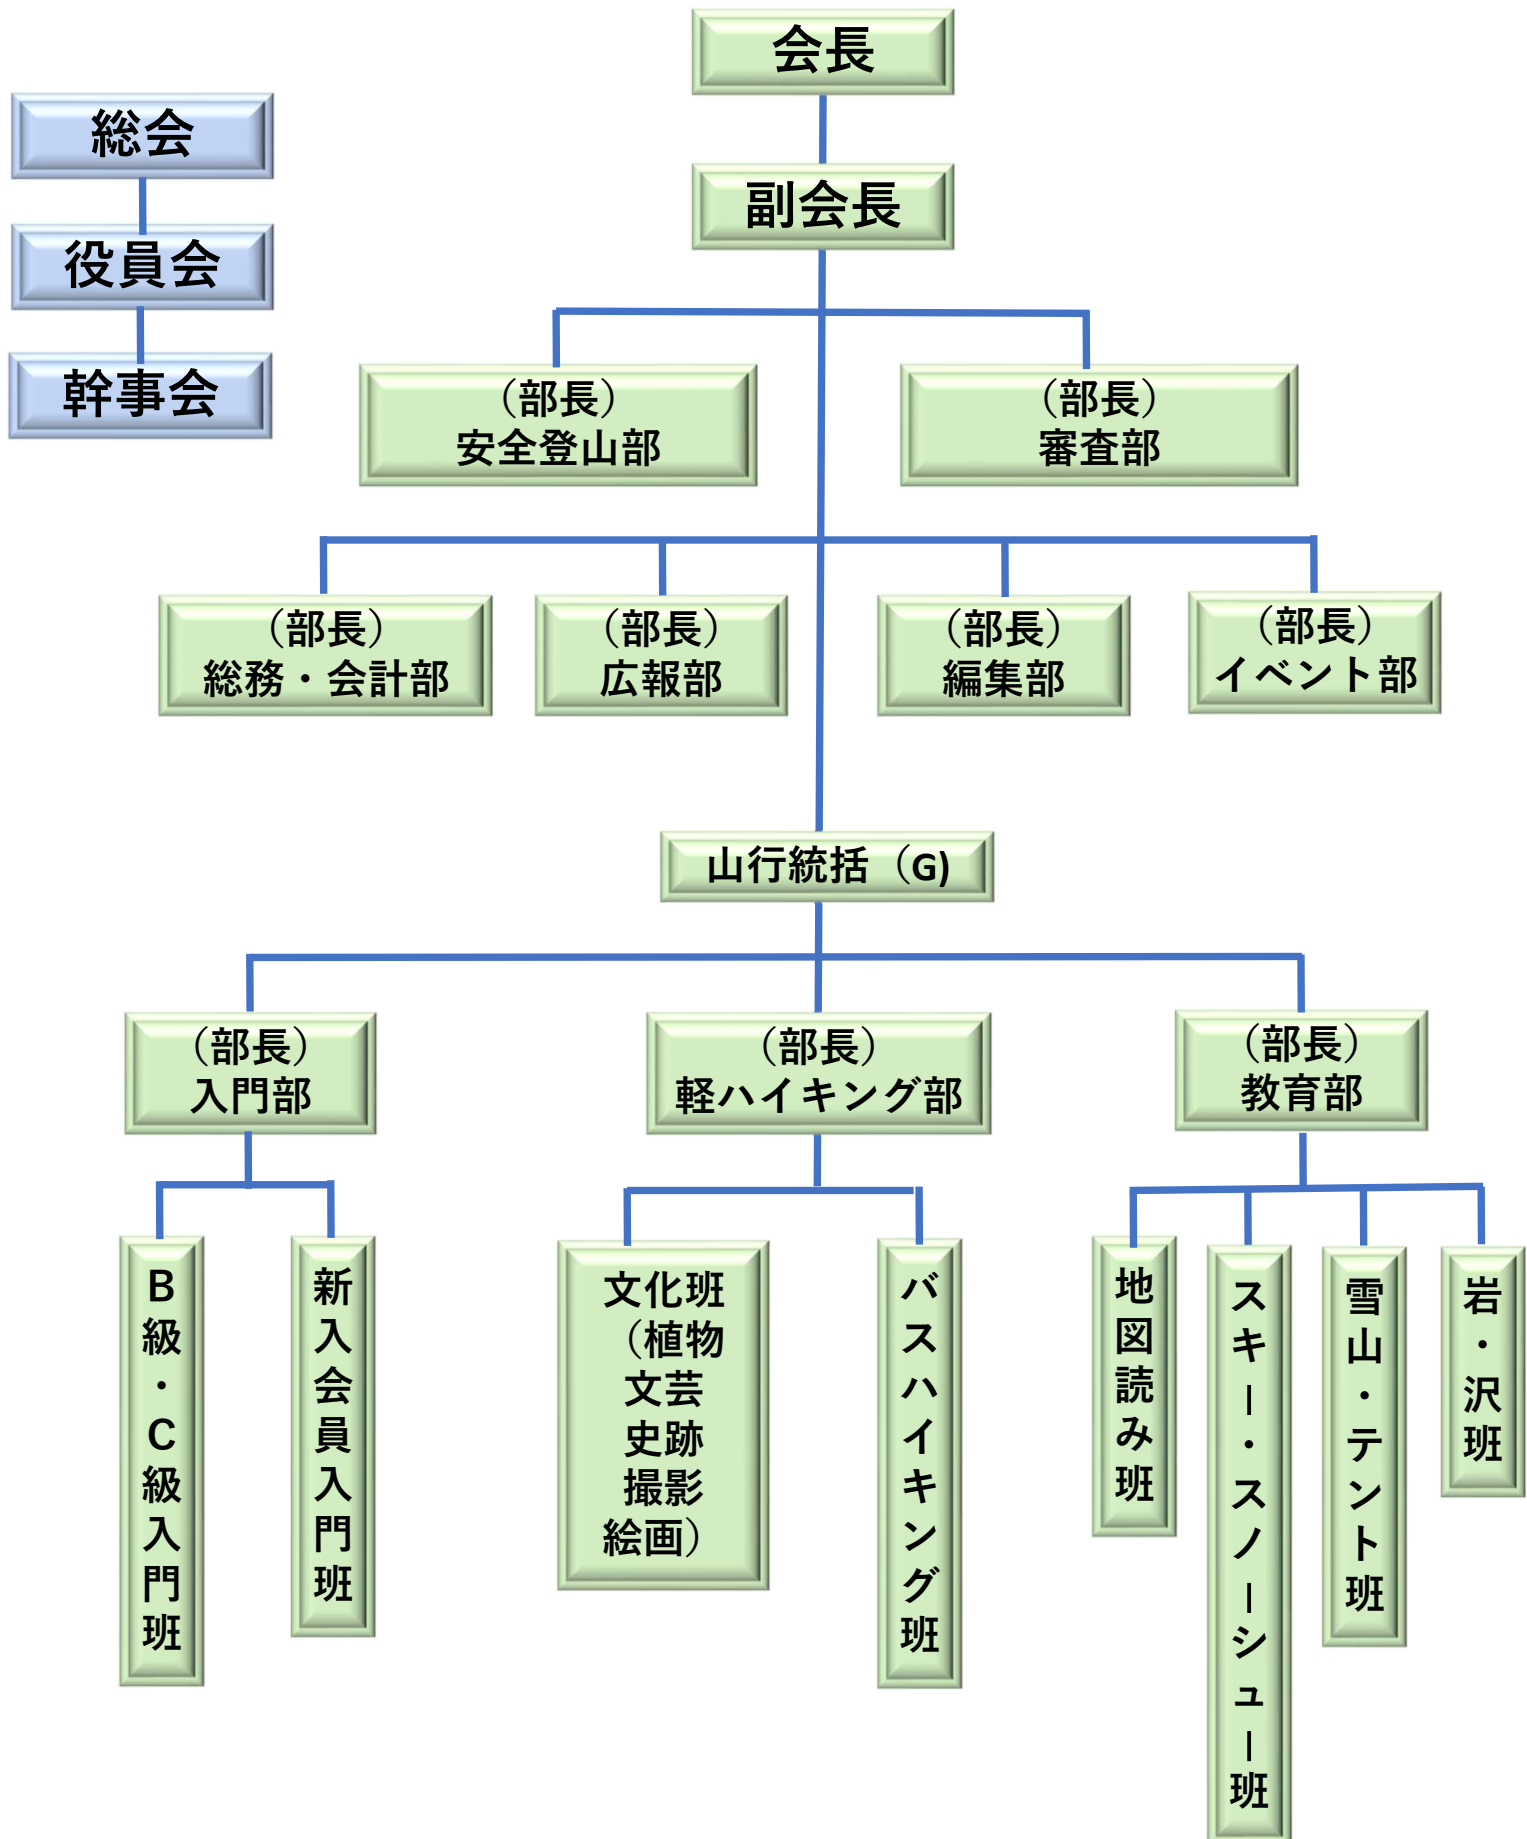 会長
総会
副会長
役員会
幹事会
（部長）
安全登山部
（部長）
審査部
（部長）
総務・会計部
（部長）
広報部
（部長）
編集部
（部長）
イベント部
山行統括（G)
（部長）
入門部
（部長）
軽ハイキング部
（部長）
教育部
B級・C級入門班
新入会員入門班
文化班
（植物
文芸
史跡
撮影
絵画）
バスハイキング班
地図読み班
スキー・スノーシュー班
雪山・テント班
岩・沢班